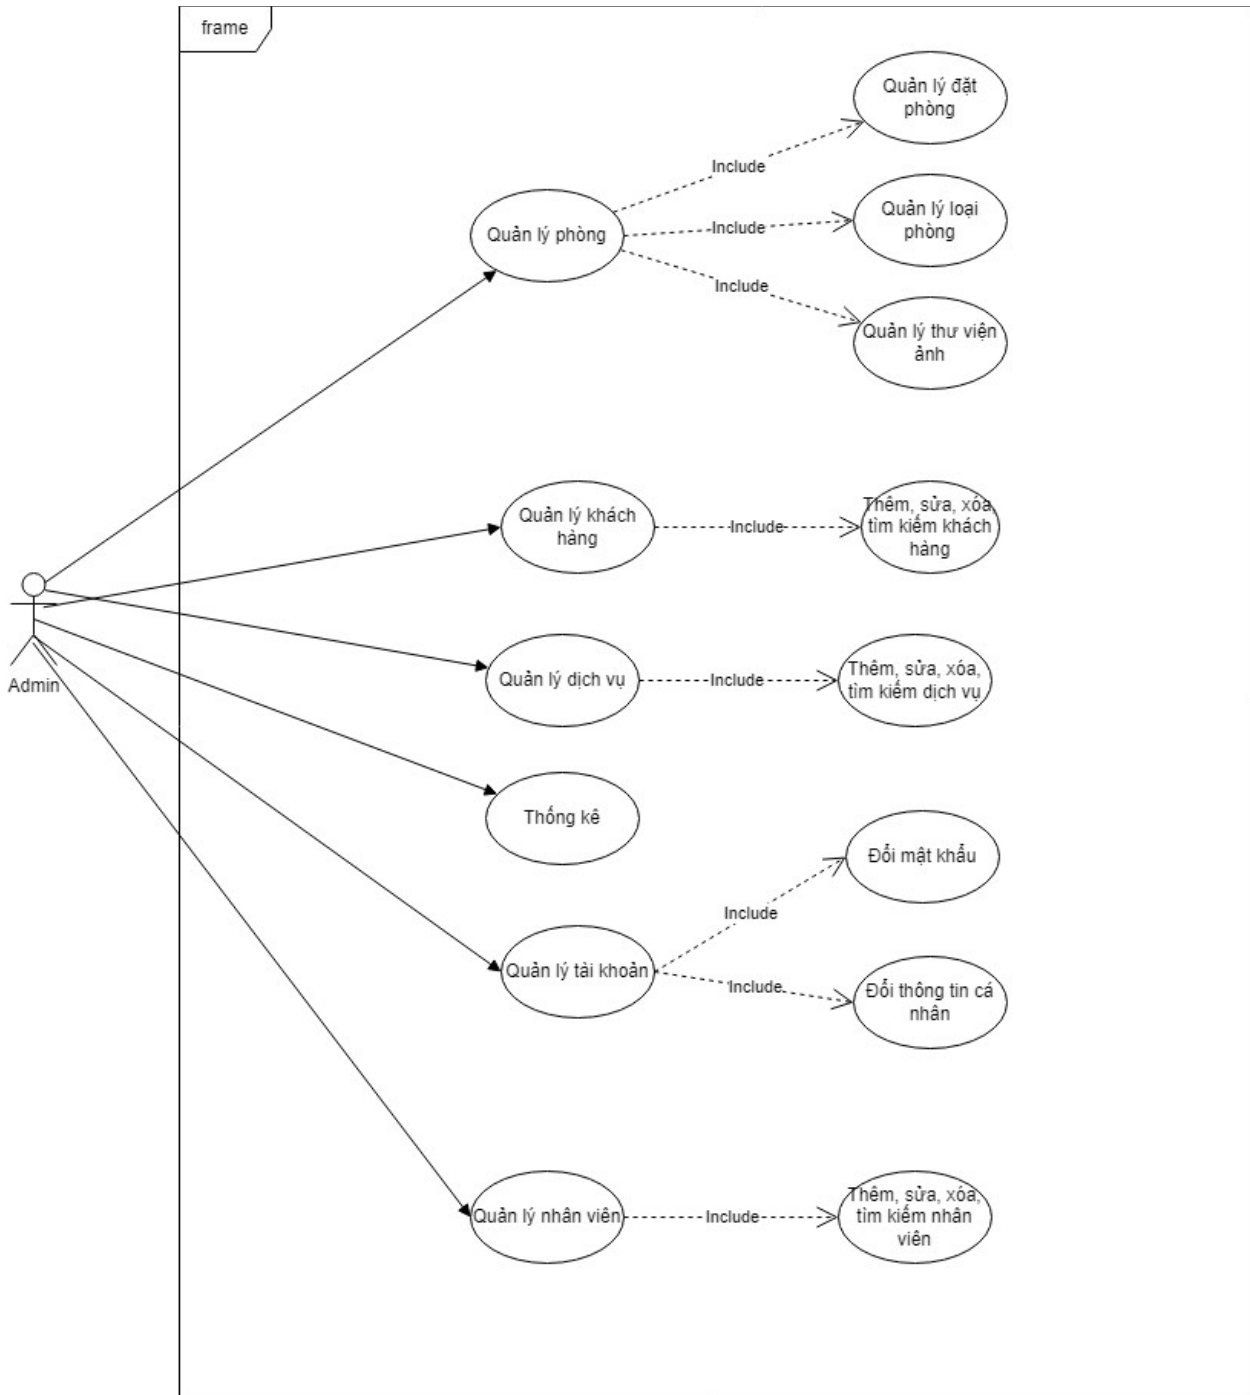 frame
Quản lý đặt
phòng
Include
Quản lý loại
phòng
Quản lý phòng
Include
Include
Quản lý thư viện
ảnh
Quản lý khách
hàng
Include
Thêm, sửa, xóa,
tìm kiếm khách
hàng
Admin
Quản lý dịch vụ
Include
Thêm, sửa, xóa,
tìm kiếm dịch vụ
Thống kê
Đổi mật khẩu
Include
Quản lý tài khoản
Include
Đổi thông tin cá
nhân
Quản lý nhân viên
Include
Thêm, sửa, xóa,
tìm kiếm nhân
viên